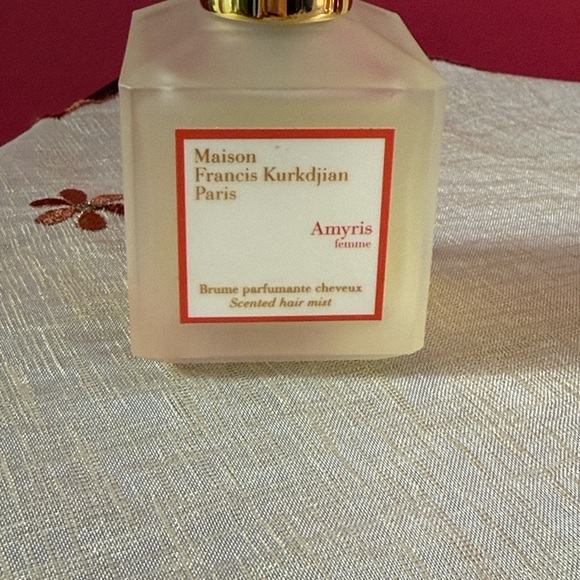 Maison
Francis Kurkdjian
Paris
Amyris
femme
Brume parfumante cheveux
Scented hair mist